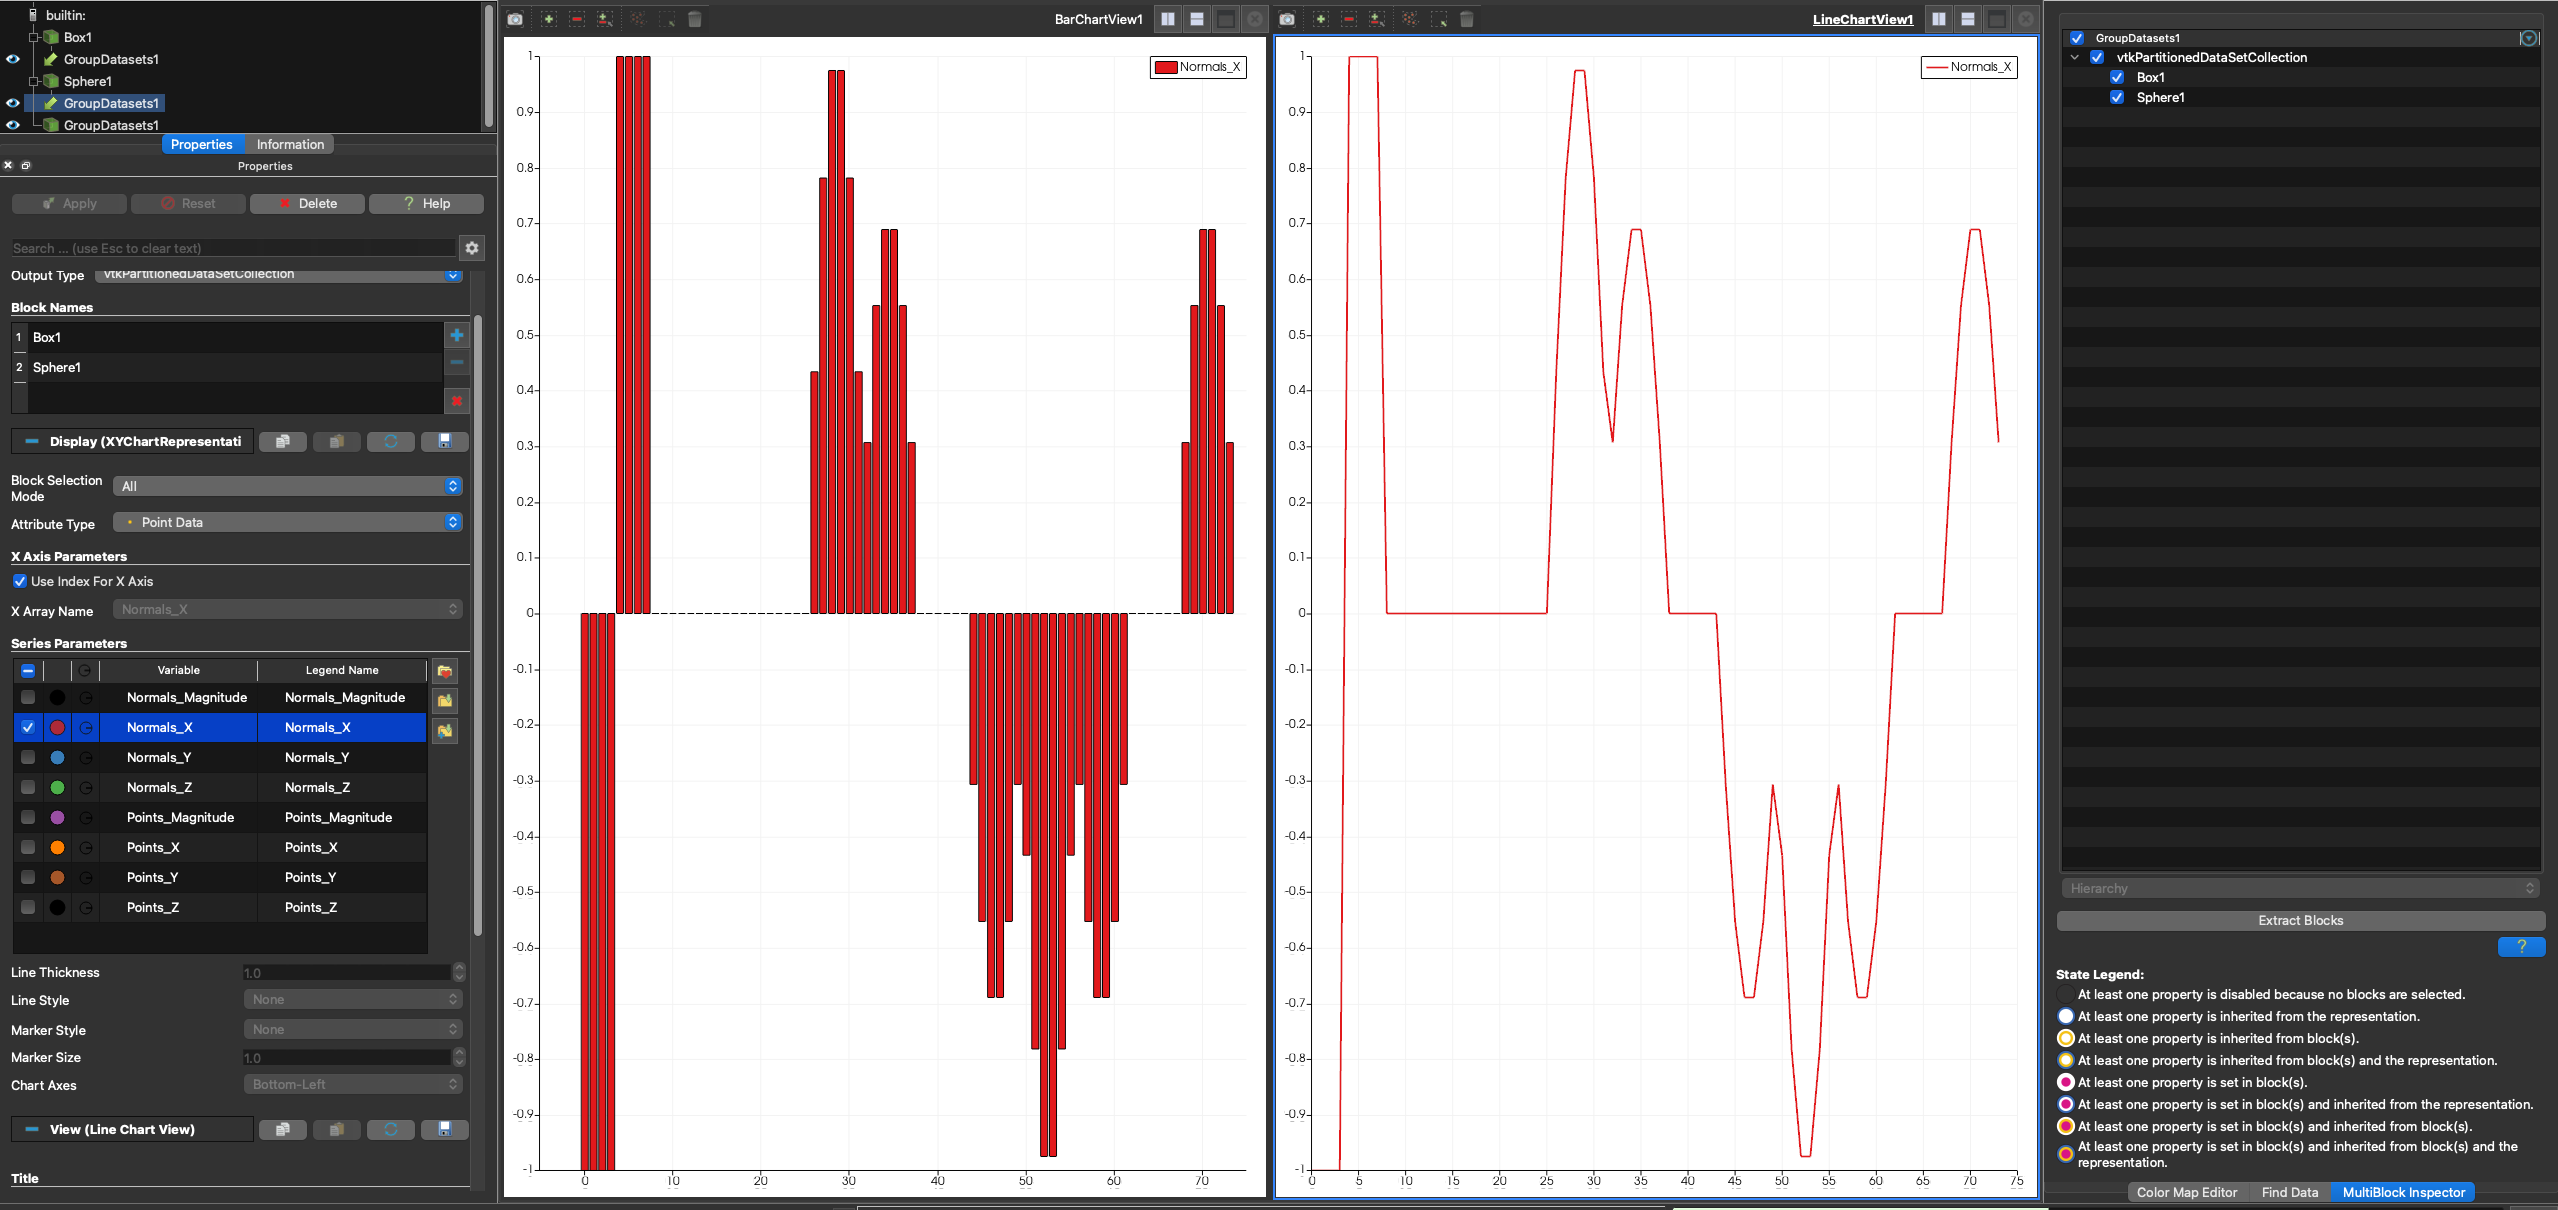 builtin:
Box1
GroupDatasets1
Sphere1
GroupDatasets1
GroupDatasets1
Properties Information
Properties
Apply Reset Delete Help
Search ... (use Esc to clear text)
Output Type vtkPartitionedDataSetCollection
Block Names
1 Box1
2 Sphere1
Display (XYChartRepresentati
Block Selection
Mode
All
Attribute Type Point Data
X Axis Parameters
Use Index For X Axis
X Array Name Normals_X
Series Parameters
Variable Legend Name
Normals_Magnitude Normals_Magnitude
Normals_X Normals_X
Normals_Y Normals_Y
Normals_Z Normals_Z
Points_Magnitude Points_Magnitude
Points_X Points_X
Points_Y Points_Y
Points_Z Points_Z
Line Thickness 1.0
Line Style None
Marker Style None
Marker Size 1.0
Chart Axes Bottom-Left
View (Line Chart View)
Title
BarChartView1
Normals_X
1
0.9
0.8
0.7
0.6
0.5
0.4
0.3
0.2
0.1
0
-0.1
-0.2
-0.3
-0.4
-0.5
-0.6
-0.7
-0.8
-0.9
-1
0 10 20 30 40 50 60 70
LineChartView1
Normals_X
1
0.9
0.8
0.7
0.6
0.5
0.4
0.3
0.2
0.1
0
-0.1
-0.2
-0.3
-0.4
-0.5
-0.6
-0.7
-0.8
-0.9
-1
0 5 10 15 20 25 30 35 40 45 50 55 60 65 70 75
GroupDatasets1
vtkPartitionedDataSetCollection
Box1
Sphere1
Hierarchy
Extract Blocks
?
State Legend:
At least one property is disabled because no blocks are selected.
At least one property is inherited from the representation.
At least one property is inherited from block(s).
At least one property is inherited from block(s) and the representation.
At least one property is set in block(s).
At least one property is set in block(s) and inherited from the representation.
At least one property is set in block(s) and inherited from block(s).
At least one property is set in block(s) and inherited from block(s) and the
representation.
Color Map Editor Find Data MultiBlock Inspector